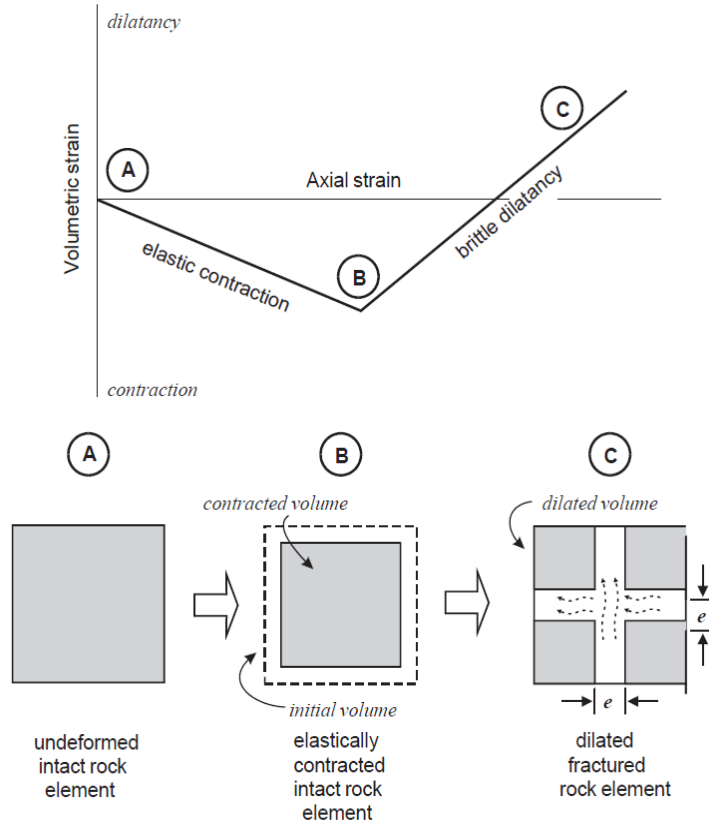 dilatancy
Volumetric strain
A
Axial strain
C
elastic contraction
B
brittle dilatancy
contraction
A
B
C
contracted volume
dilated volume
e
e
initial volume
undeformed
intact rock
element
elastically
contracted
intact rock
element
dilated
fractured
rock element